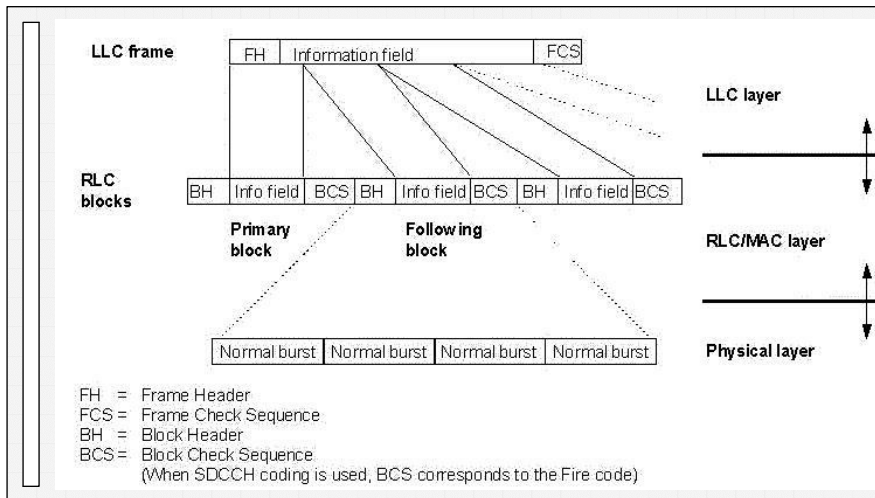 LLC frame
FH Information field FCS
LLC layer
RLC blocks
BH Info field BCS BH Info field BCS BH Info field BCS
Primary block
Following block
RLC/MAC layer
Normal burst Normal burst Normal burst Normal burst
Physical layer
FH = Frame Header
FCS = Frame Check Sequence
BH = Block Header
BCS = Block Check Sequence
(When SDCCH coding is used, BCS corresponds to the Fire code)